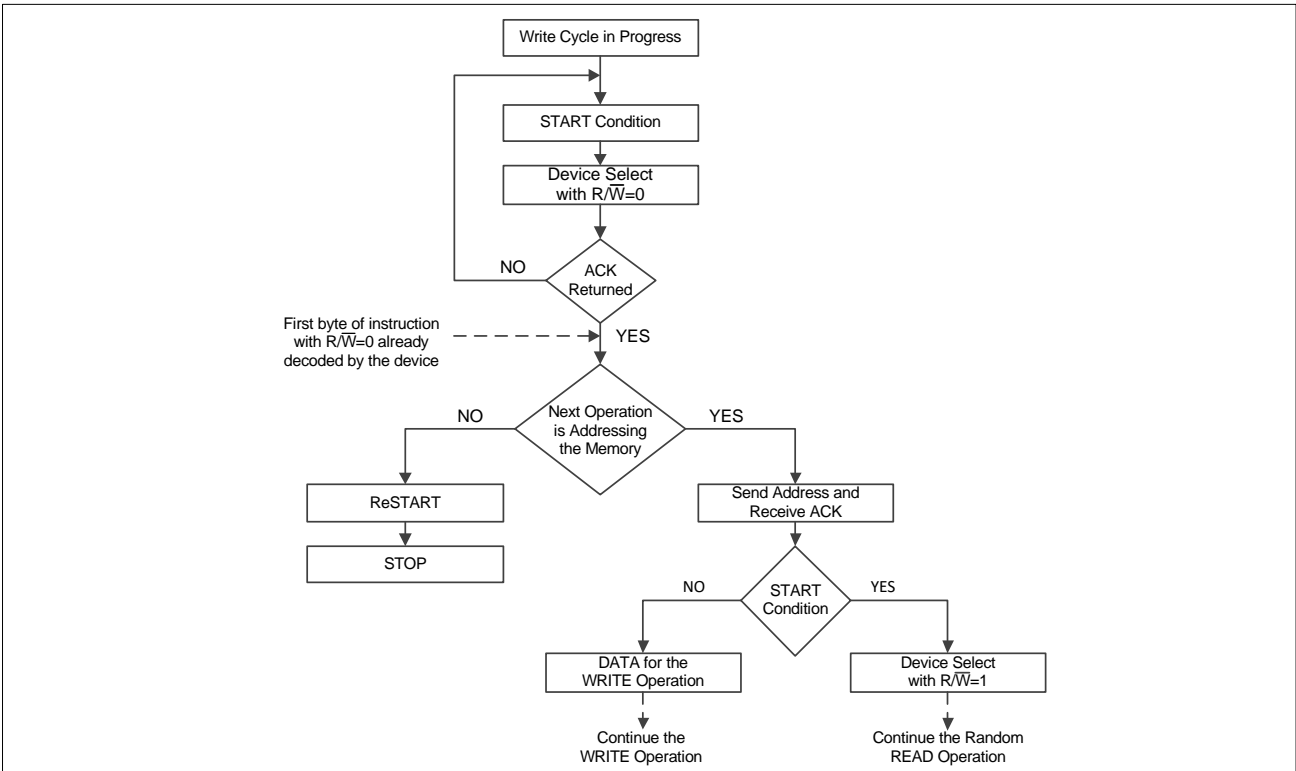 Write Cycle in Progress
START Condition
Device Select
with R/W̅=0
NO
ACK
Returned
First byte of instruction
with R/W̅=0 already
decoded by the device
YES
NO
Next Operation
is Addressing
the Memory
YES
ReSTART
Send Address and
Receive ACK
STOP
NO
START
Condition
YES
DATA for the
WRITE Operation
Device Select
with R/W̅=1
Continue the
WRITE Operation
Continue the Random
READ Operation